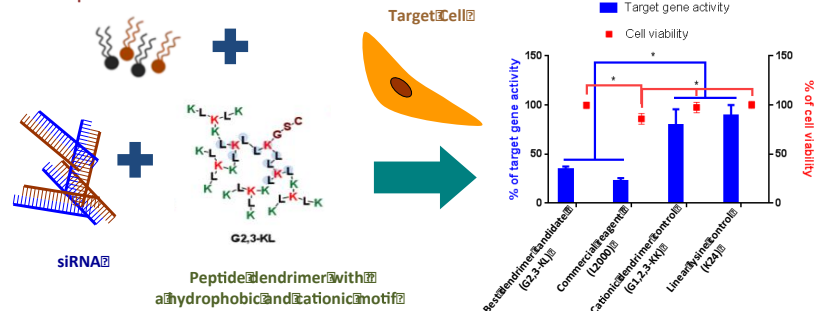 Target Cell
Target gene activity
Cell viability
% of target gene activity
% of cell viability
150
100
50
0
150
100
50
0
*
*
*
K L K L K
G S C
G2,3-KL
siRNA
Peptide dendrimer with
a hydrophobic and cationic motif
Best dendrimer candidate
(G2,3-KL)
Commercial reagent
(L2000)
Cationic dendrimer control
(G1,2,3-KK)
Linear lysine control
(K24)